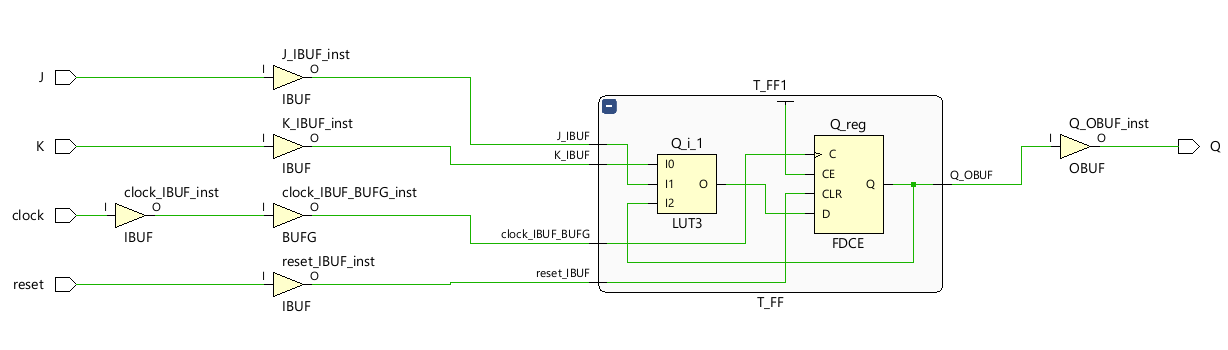 J
I
J_IBUF_inst
O
IBUF
K
I
K_IBUF_inst
O
IBUF
clock
I
clock_IBUF_inst
O
IBUF
I
clock_IBUF_BUFG_inst
O
BUFG
reset
I
reset_IBUF_inst
O
IBUF
T_FF1
J_IBUF
K_IBUF
clock_IBUF_BUFG
reset_IBUF
Q_i_1
I0
I1
I2
O
LUT3
Q_reg
C
CE
CLR
D
Q
FDCE
T_FF
Q_OBUF
I
Q_OBUF_inst
O
OBUF
Q